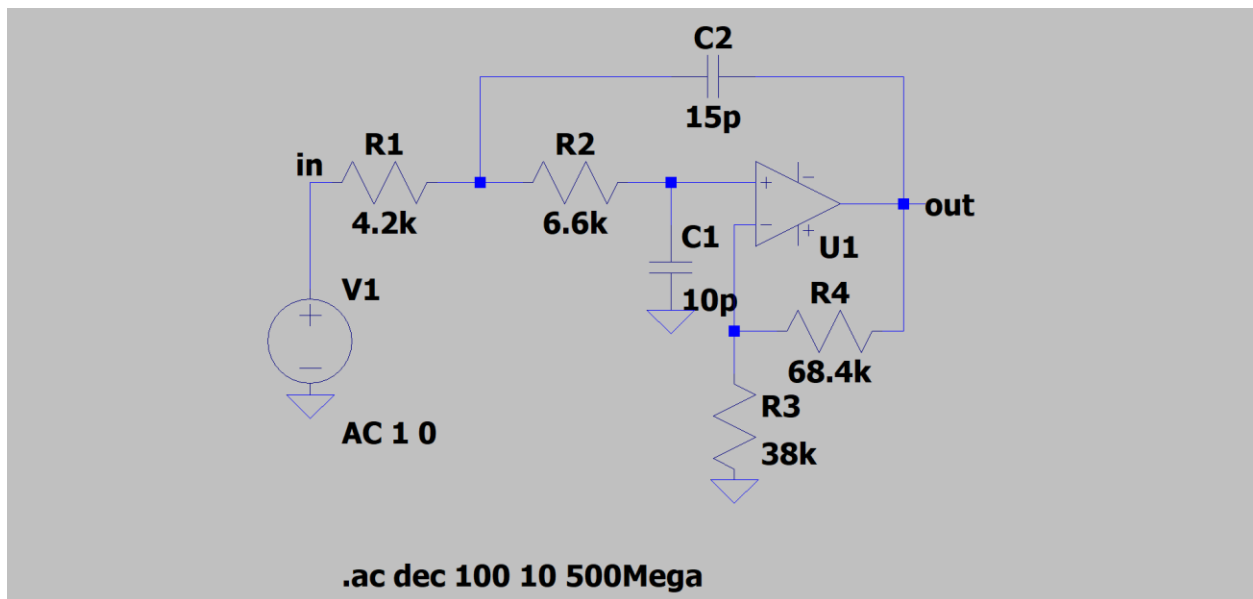 C2
15p
R1
R2
in
4.2k
6.6k
+
−
−
+
out
C1
U1
10p
V1
+
−
R4
68.4k
R3
38k
AC 1 0
.ac dec 100 10 500Mega